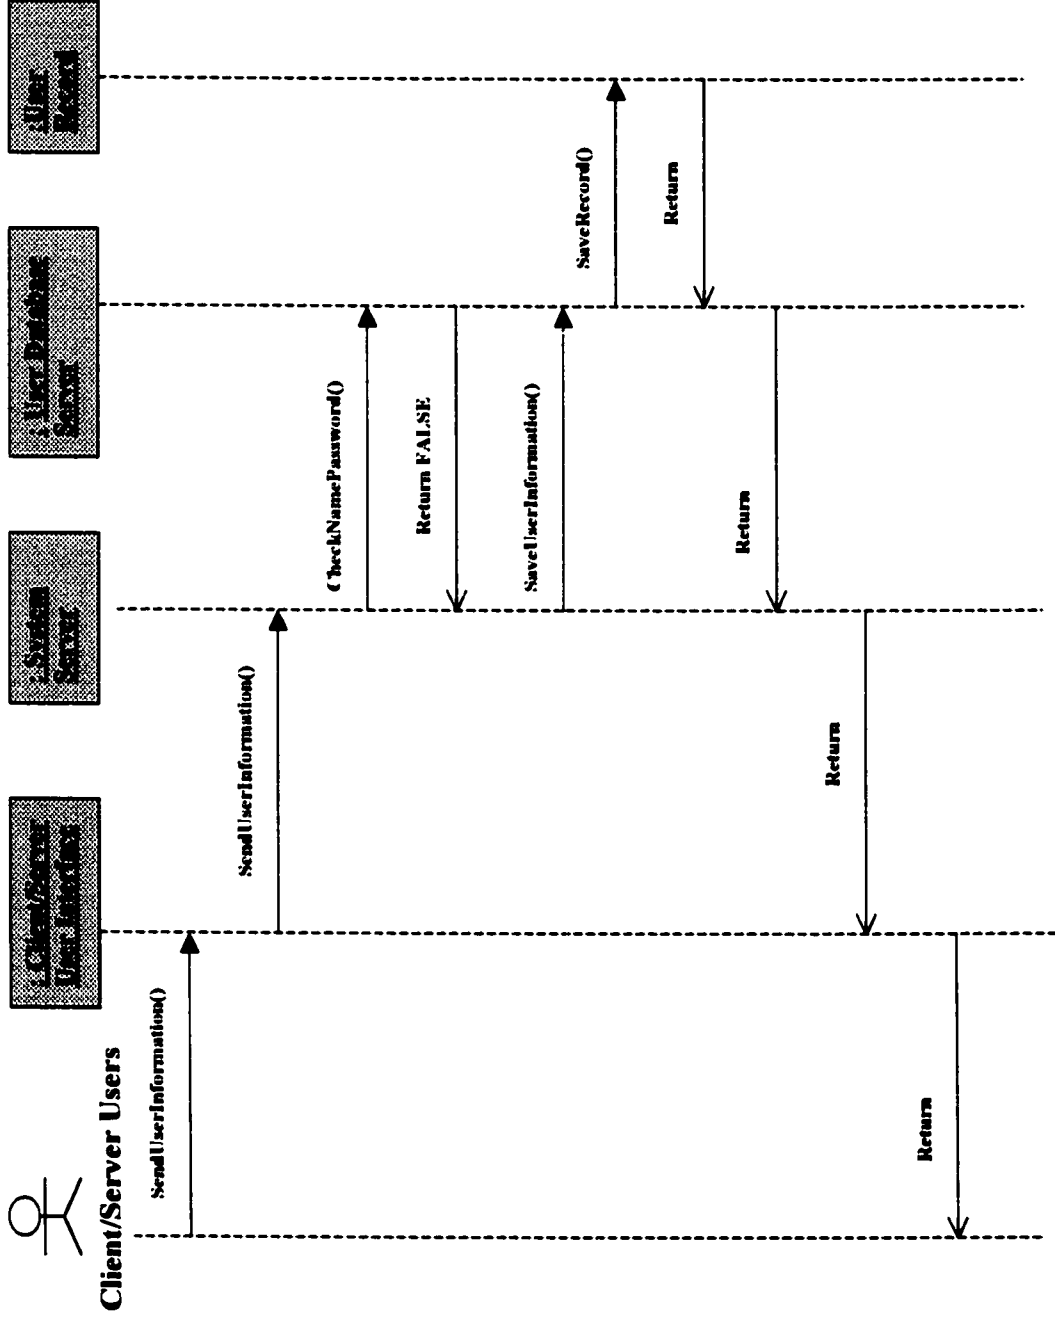 Client/Server Users
: Client/Server
User Interface
: System
Server
: User Database
Server
: User
Record
SendUserInformation()
SendUserInformation()
CheckNamePassword()
Return FALSE
SaveUserInformation()
SaveRecord()
Return
Return
Return
Return